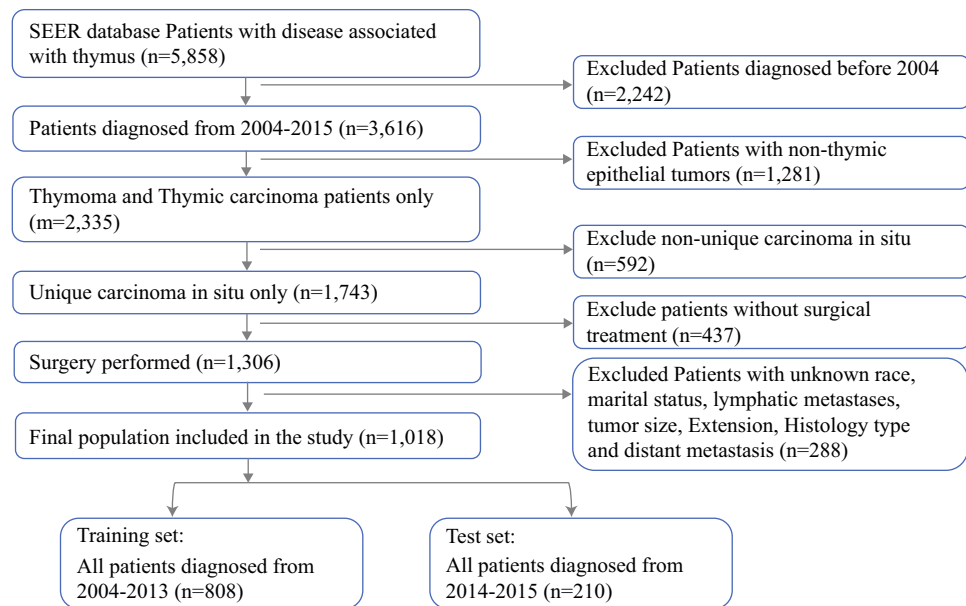 SEER database Patients with disease associated
with thymus (n=5,858)
Excluded Patients diagnosed before 2004
(n=2,242)
Patients diagnosed from 2004-2015 (n=3,616)
Excluded Patients with non-thymic
epithelial tumors (n=1,281)
Thymoma and Thymic carcinoma patients only
(m=2,335)
Exclude non-unique carcinoma in situ
(n=592)
Unique carcinoma in situ only (n=1,743)
Exclude patients without surgical
treatment (n=437)
Surgery performed (n=1,306)
Excluded Patients with unknown race,
marital status, lymphatic metastases,
tumor size, Extension, Histology type
and distant metastasis (n=288)
Final population included in the study (n=1,018)
Training set:
All patients diagnosed from
2004-2013 (n=808)
Test set:
All patients diagnosed from
2014-2015 (n=210)